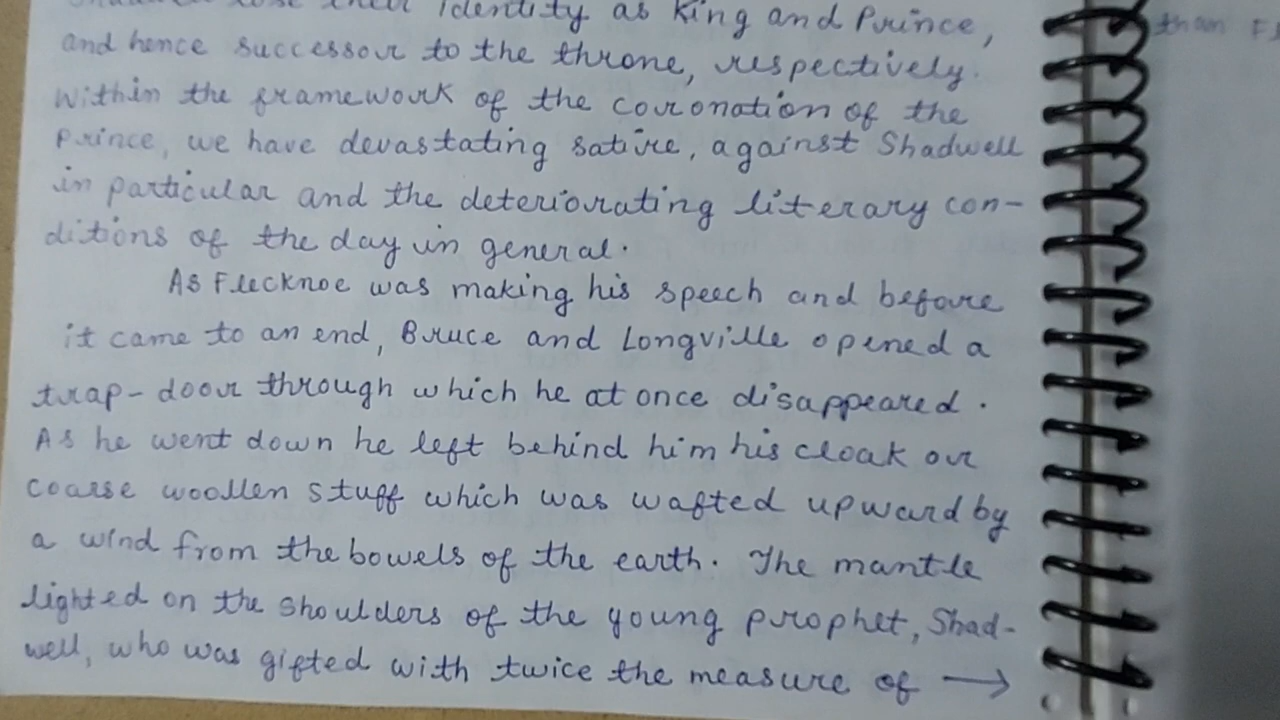 their identity as King and Prince,
and hence successor to the throne, respectively.
Within the framework of the coronation of the
Prince, we have devastating satire, against Shadwell
in particular and the deteriorating literary con-
ditions of the day in general.
As Flecknoe was making his speech and before
it came to an end, Bruce and Longville opened a
trap-door through which he at once disappeared.
As he went down he left behind him his cloak or
coarse woollen stuff which was wafted upward by
a wind from the bowels of the earth. The mantle
lighted on the shoulders of the young prophet, Shad-
well, who was gifted with twice the measure of →
than